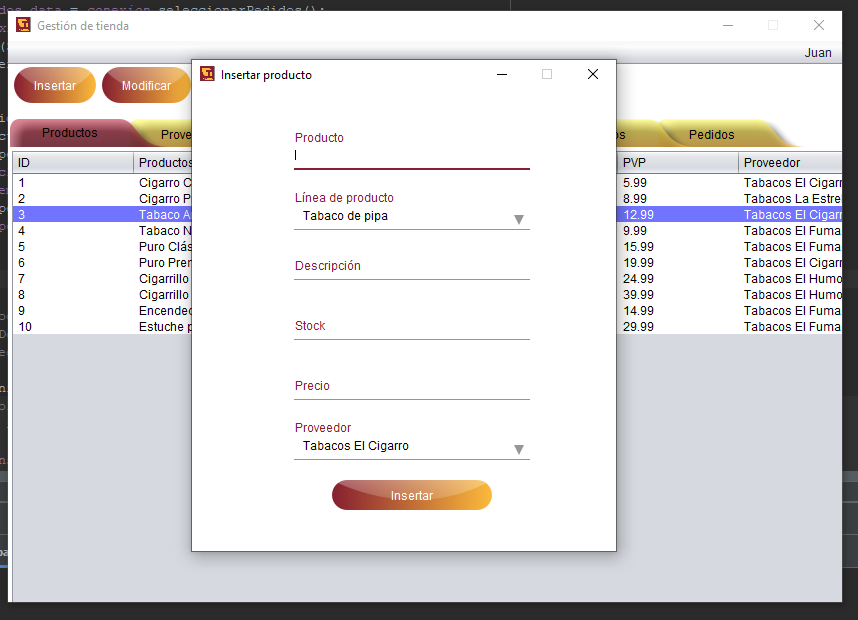 conexion.seleccionarPedidos();
Gestión de tienda
Juan
Insertar
Modificar
Productos
Prove
os
Pedidos
ID
Productos
PVP
Proveedor
1
Cigarro C
5.99
Tabacos El Cigarr
2
Cigarro P
8.99
Tabacos La Estrel
3
Tabaco A
12.99
Tabacos El Cigarr
4
Tabaco N
9.99
Tabacos El Fuma
5
Puro Clás
15.99
Tabacos El Fuma
6
Puro Prem
19.99
Tabacos El Cigarr
7
Cigarrillo
24.99
Tabacos El Humo
8
Cigarrillo
39.99
Tabacos El Humo
9
Encended
14.99
Tabacos El Fuma
10
Estuche p
29.99
Tabacos El Fuma
Insertar producto
Producto
Línea de producto
Tabaco de pipa
Descripción
Stock
Precio
Proveedor
Tabacos El Cigarro
Insertar